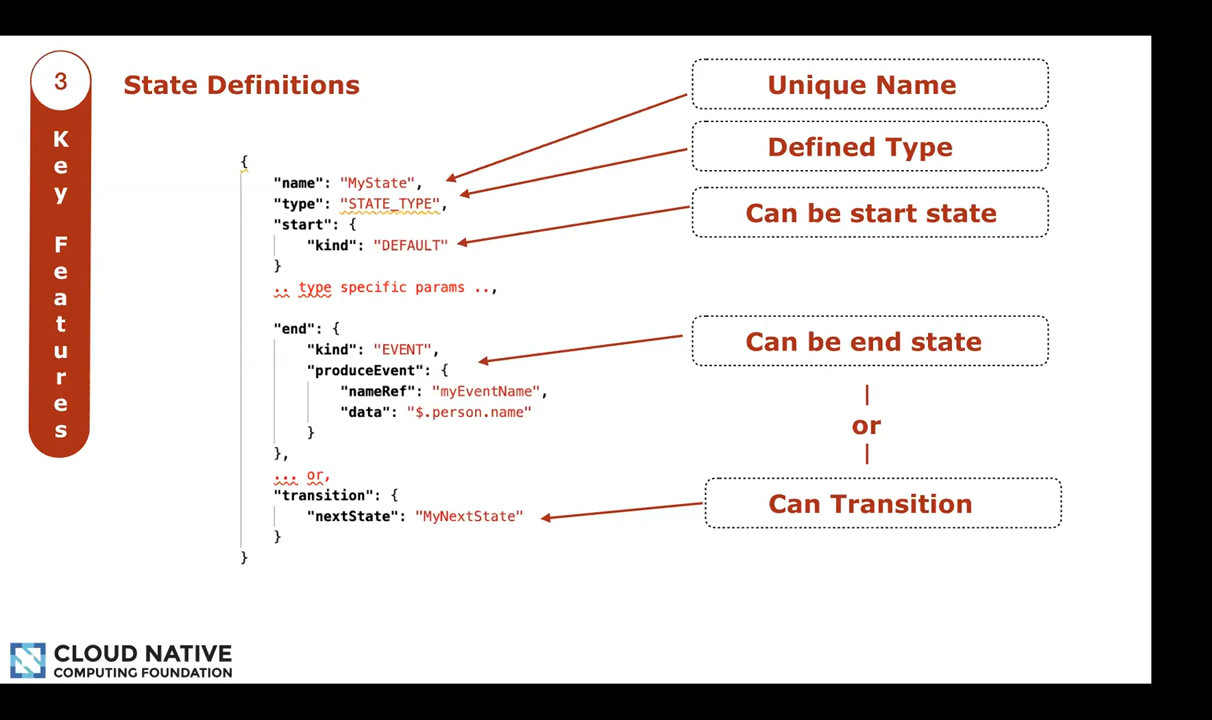 3
Key Features
State Definitions
Unique Name
Defined Type
Can be start state
{
"name": "MyState",
"type": "STATE_TYPE",
"start": {
"kind": "DEFAULT"
}
.. type specific params ..,
"end": {
"kind": "EVENT",
"produceEvent": {
"nameRef": "myEventName",
"data": "$.person.name"
}
},
... or,
"transition": {
"nextState": "MyNextState"
}
}
Can be end state
|
or
|
Can Transition
CLOUD NATIVE
COMPUTING FOUNDATION